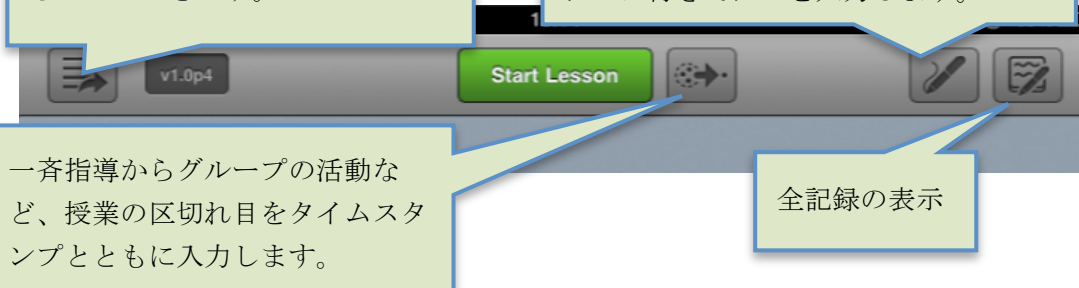 v1.0p4
Start Lesson
一斉指導からグループの活動な
ど、授業の区切れ目をタイムスタ
ンプとともに入力します。
全記録の表示